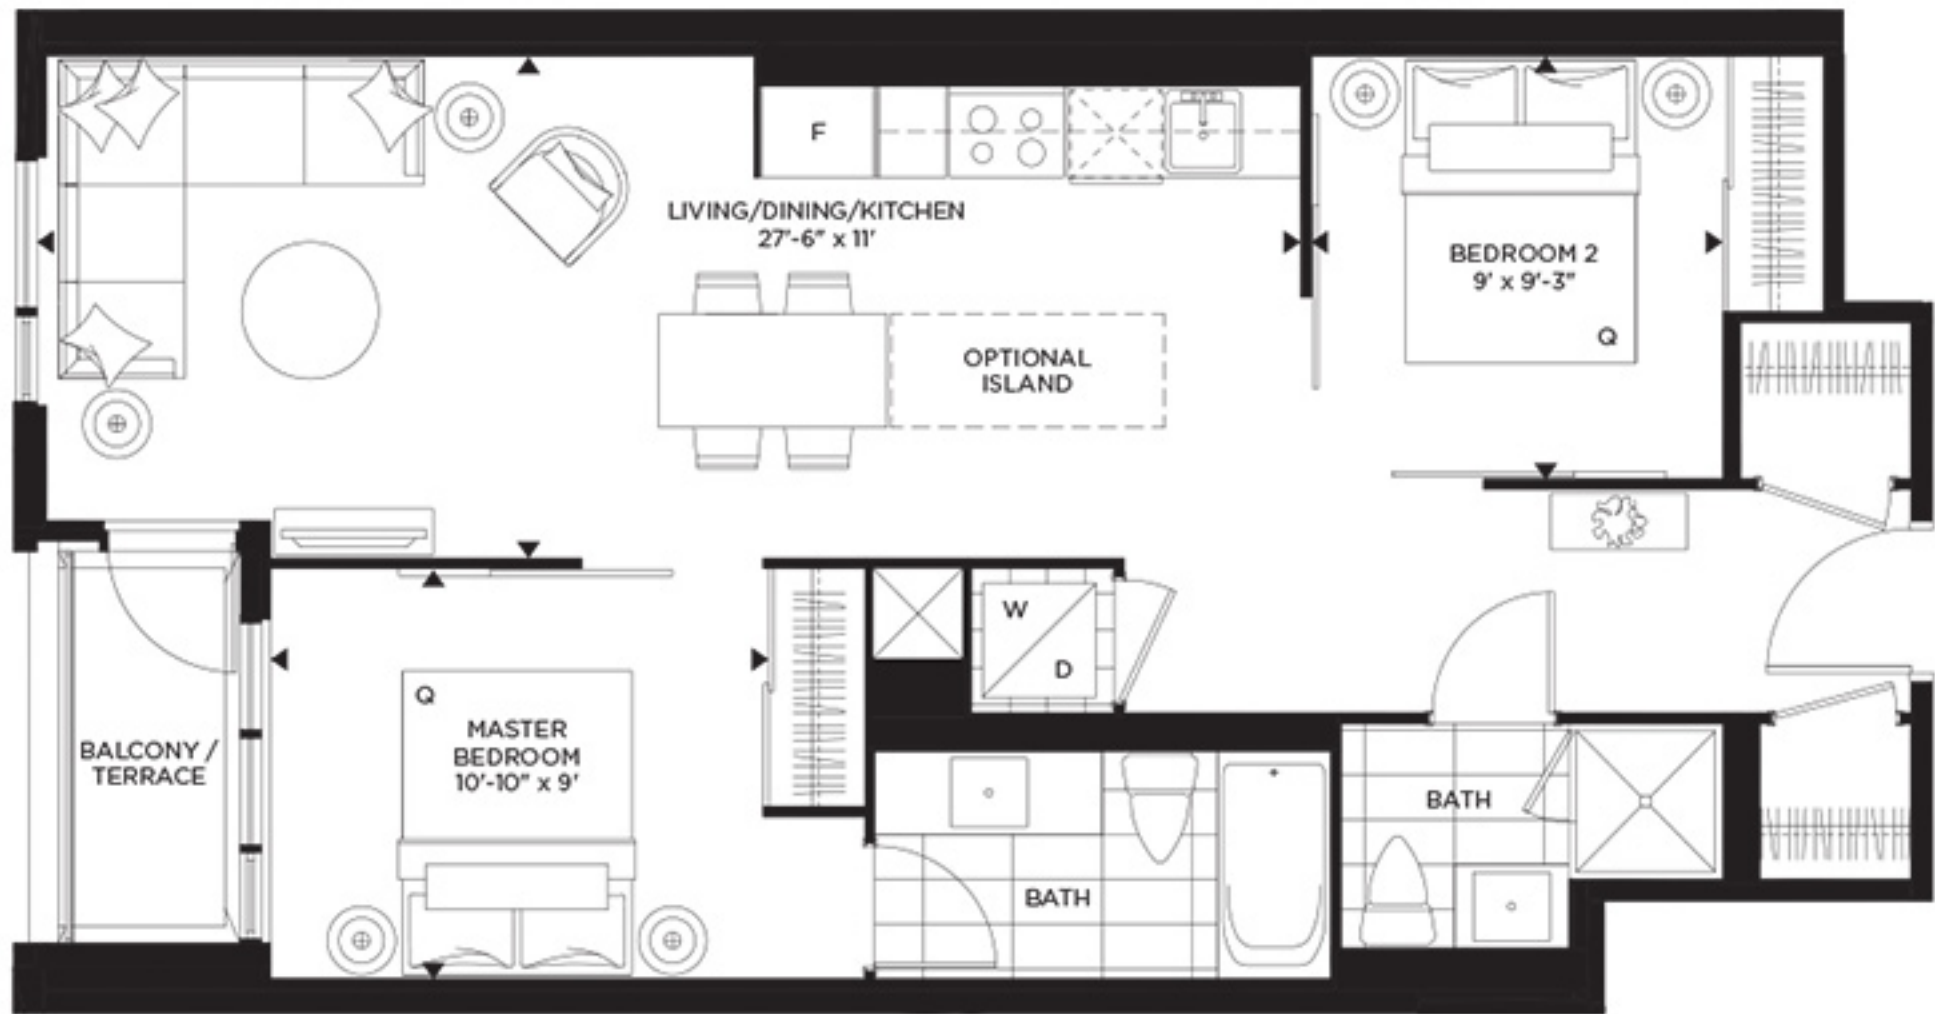 F
LIVING/DINING/KITCHEN
27'-6" x 11'
BEDROOM 2
9' x 9'-3"
Q
OPTIONAL
ISLAND
W
D
Q
MASTER
BEDROOM
10'-10" x 9'
BALCONY /
TERRACE
BATH
BATH